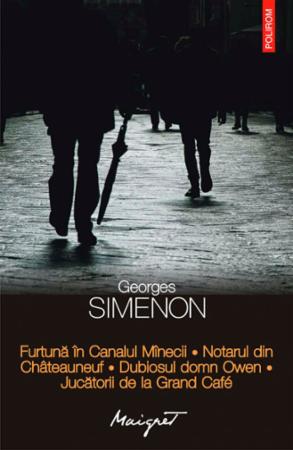 POLIROM
Georges
SIMENON
Furtună în Canalul Mînecii • Notarul din
Châteauneuf • Dubiosul domn Owen •
Jucătorii de la Grand Café
Maigret